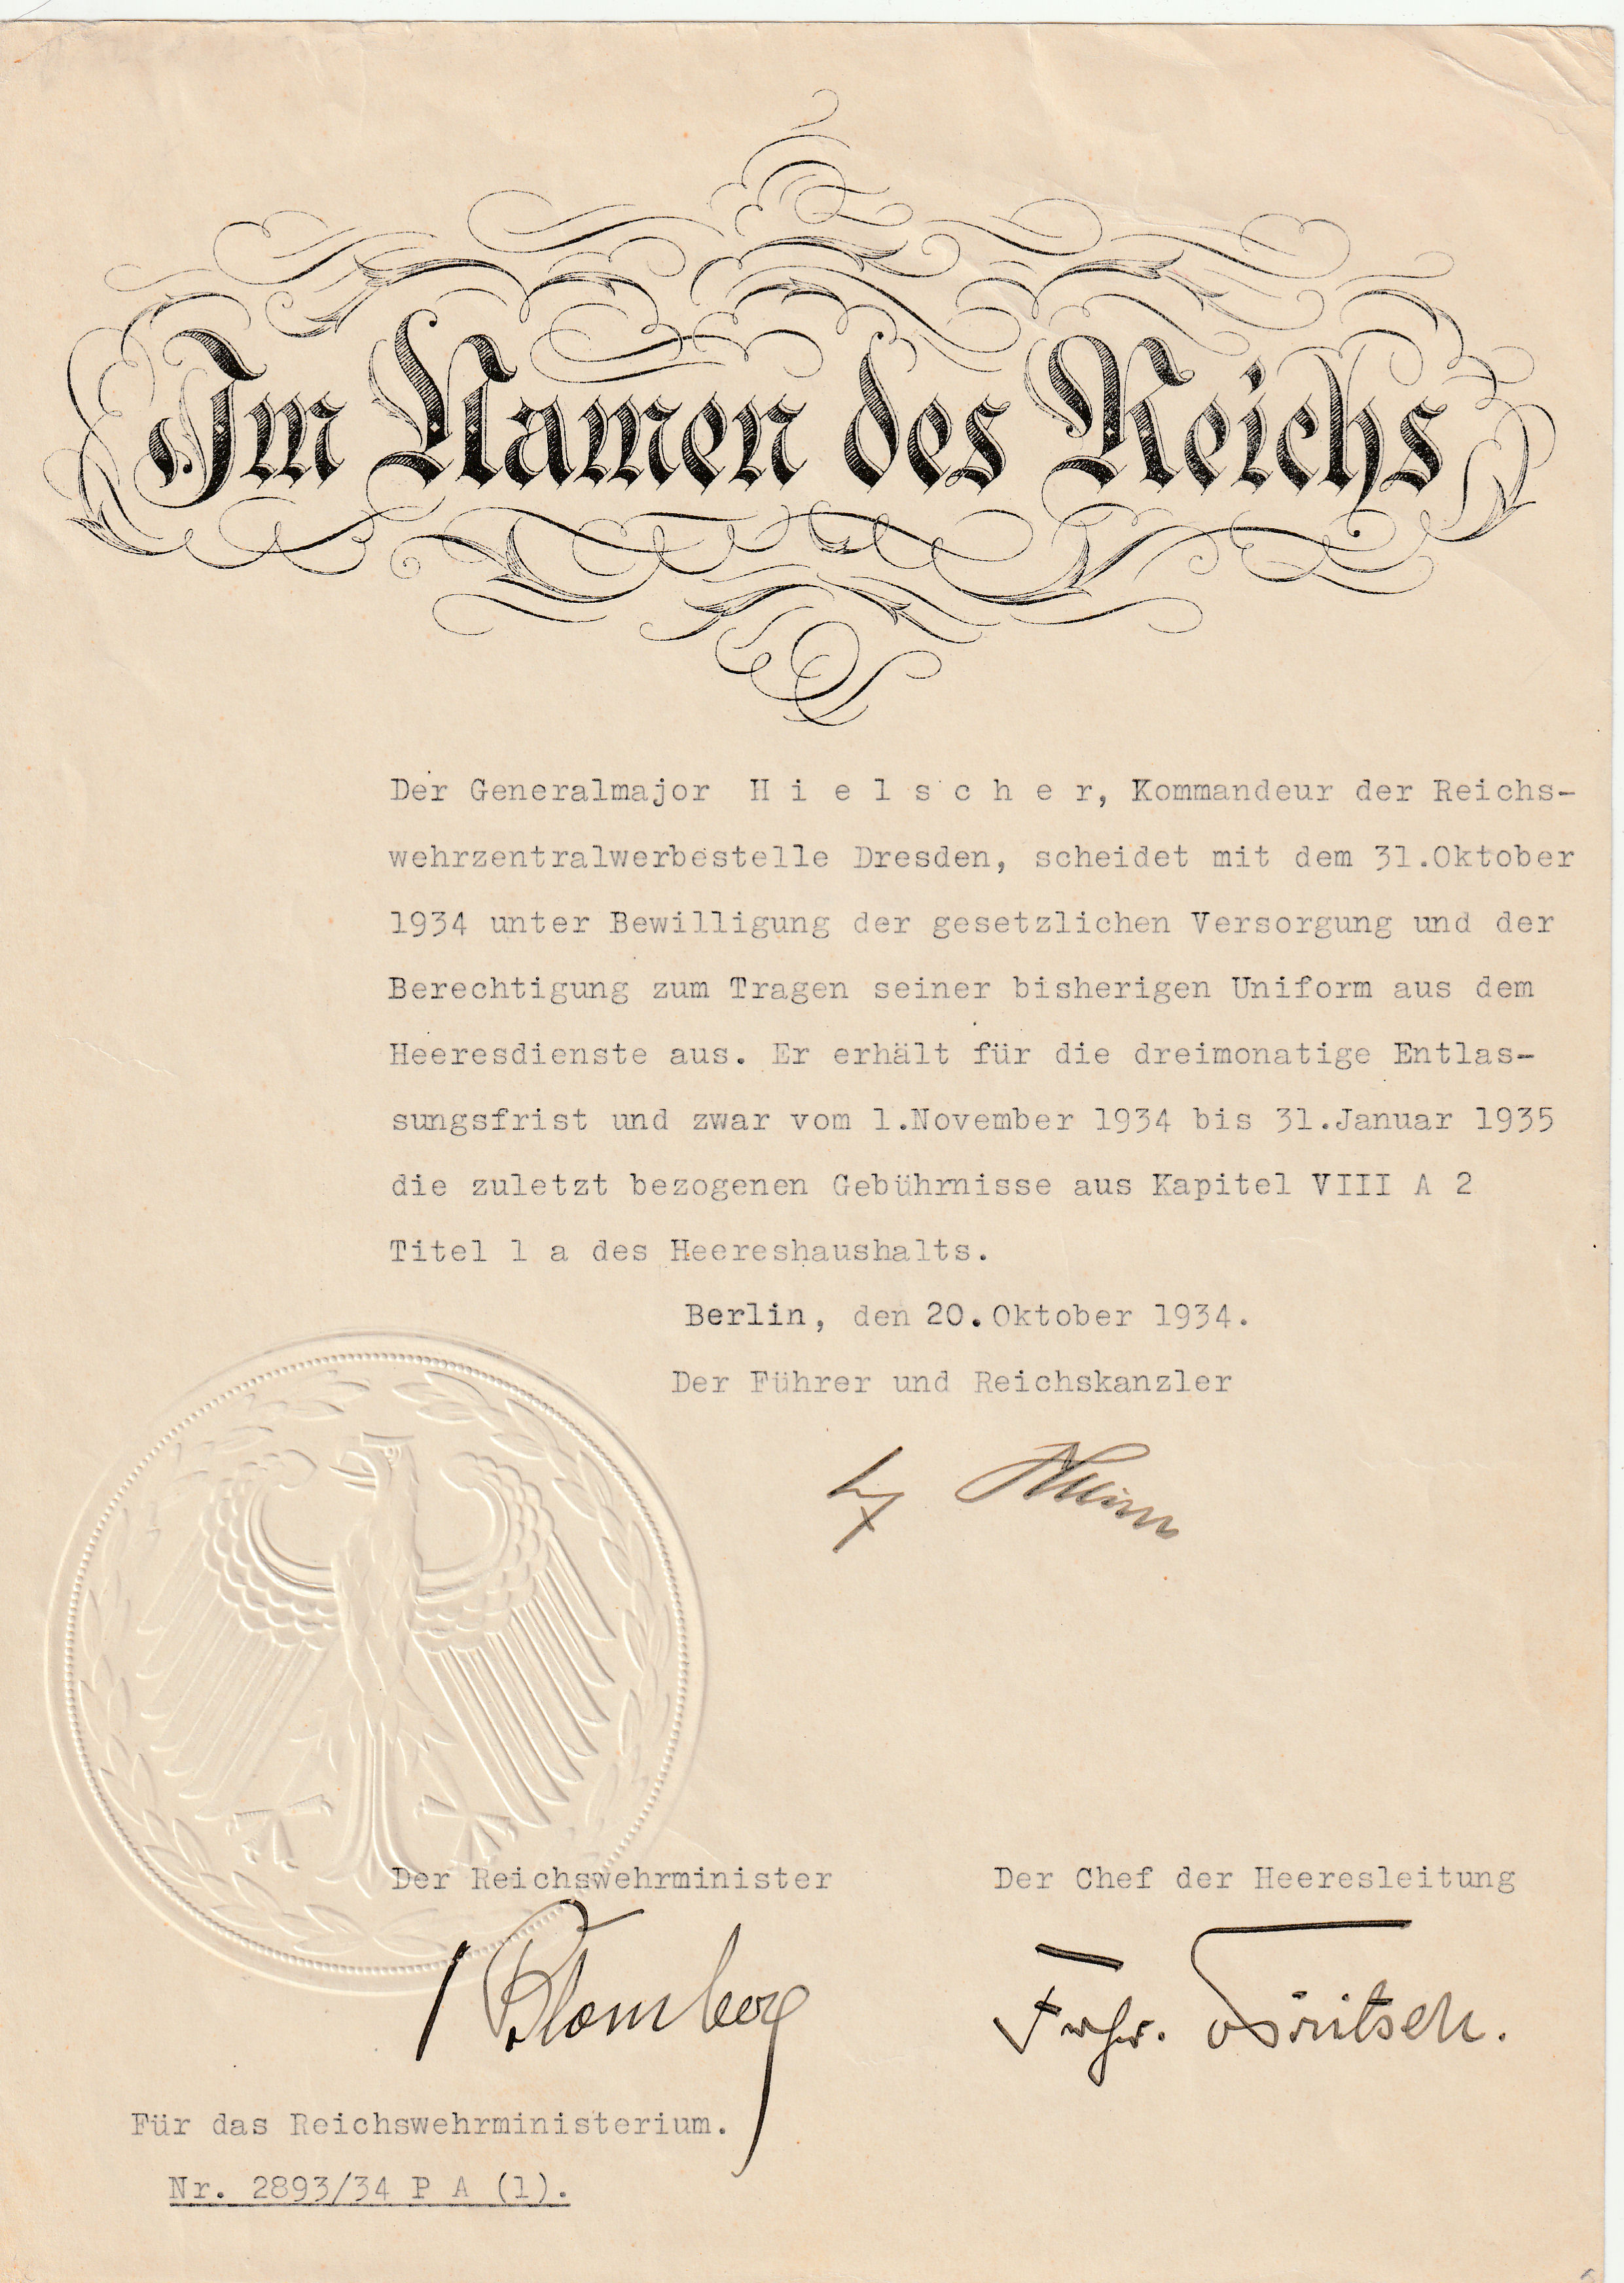 Im Namen des Reichs
Der Generalmajor H i e l s c h e r, Kommandeur der Reichs-
wehrzentralwerbestelle Dresden, scheidet mit dem 31.Oktober
1934 unter Bewilligung der gesetzlichen Versorgung und der
Berechtigung zum Tragen seiner bisherigen Uniform aus dem
Heeresdienste aus. Er erhält für die dreimonatige Entlas-
sungsfrist und zwar vom 1.November 1934 bis 31.Januar 1935
die zuletzt bezogenen Gebührnisse aus Kapitel VIII A 2
Titel 1 a des Heereshaushalts.
Berlin, den 20.Oktober 1934.
Der Führer und Reichskanzler
Der Reichswehrminister Der Chef der Heeresleitung
Blomberg Frhr. v Fritsch.
Für das Reichswehrministerium.
Nr. 2893/34 P A (1).